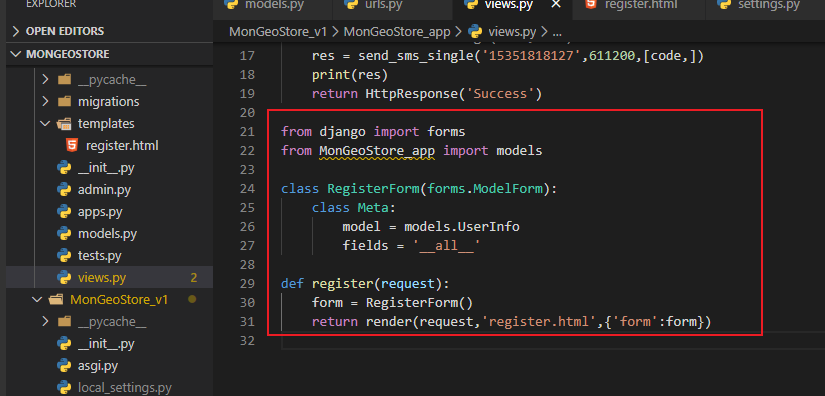 EXPLORER
models.py
urls.py
views.py
register.html
settings.py
OPEN EDITORS
MONGEOSTORE
__pycache__
migrations
templates
register.html
__init__.py
admin.py
apps.py
models.py
tests.py
views.py 2
MonGeoStore_v1
__pycache__
__init__.py
asgi.py
local_settings.py
MonGeoStore_v1 > MonGeoStore_app > views.py > ...
17 res = send_sms_single('15351818127',611200,[code,])
18 print(res)
19 return HttpResponse('Success')
20
21 from django import forms
22 from MonGeoStore_app import models
23
24 class RegisterForm(forms.ModelForm):
25 class Meta:
26 model = models.UserInfo
27 fields = '__all__'
28
29 def register(request):
30 form = RegisterForm()
31 return render(request,'register.html',{'form':form})
32